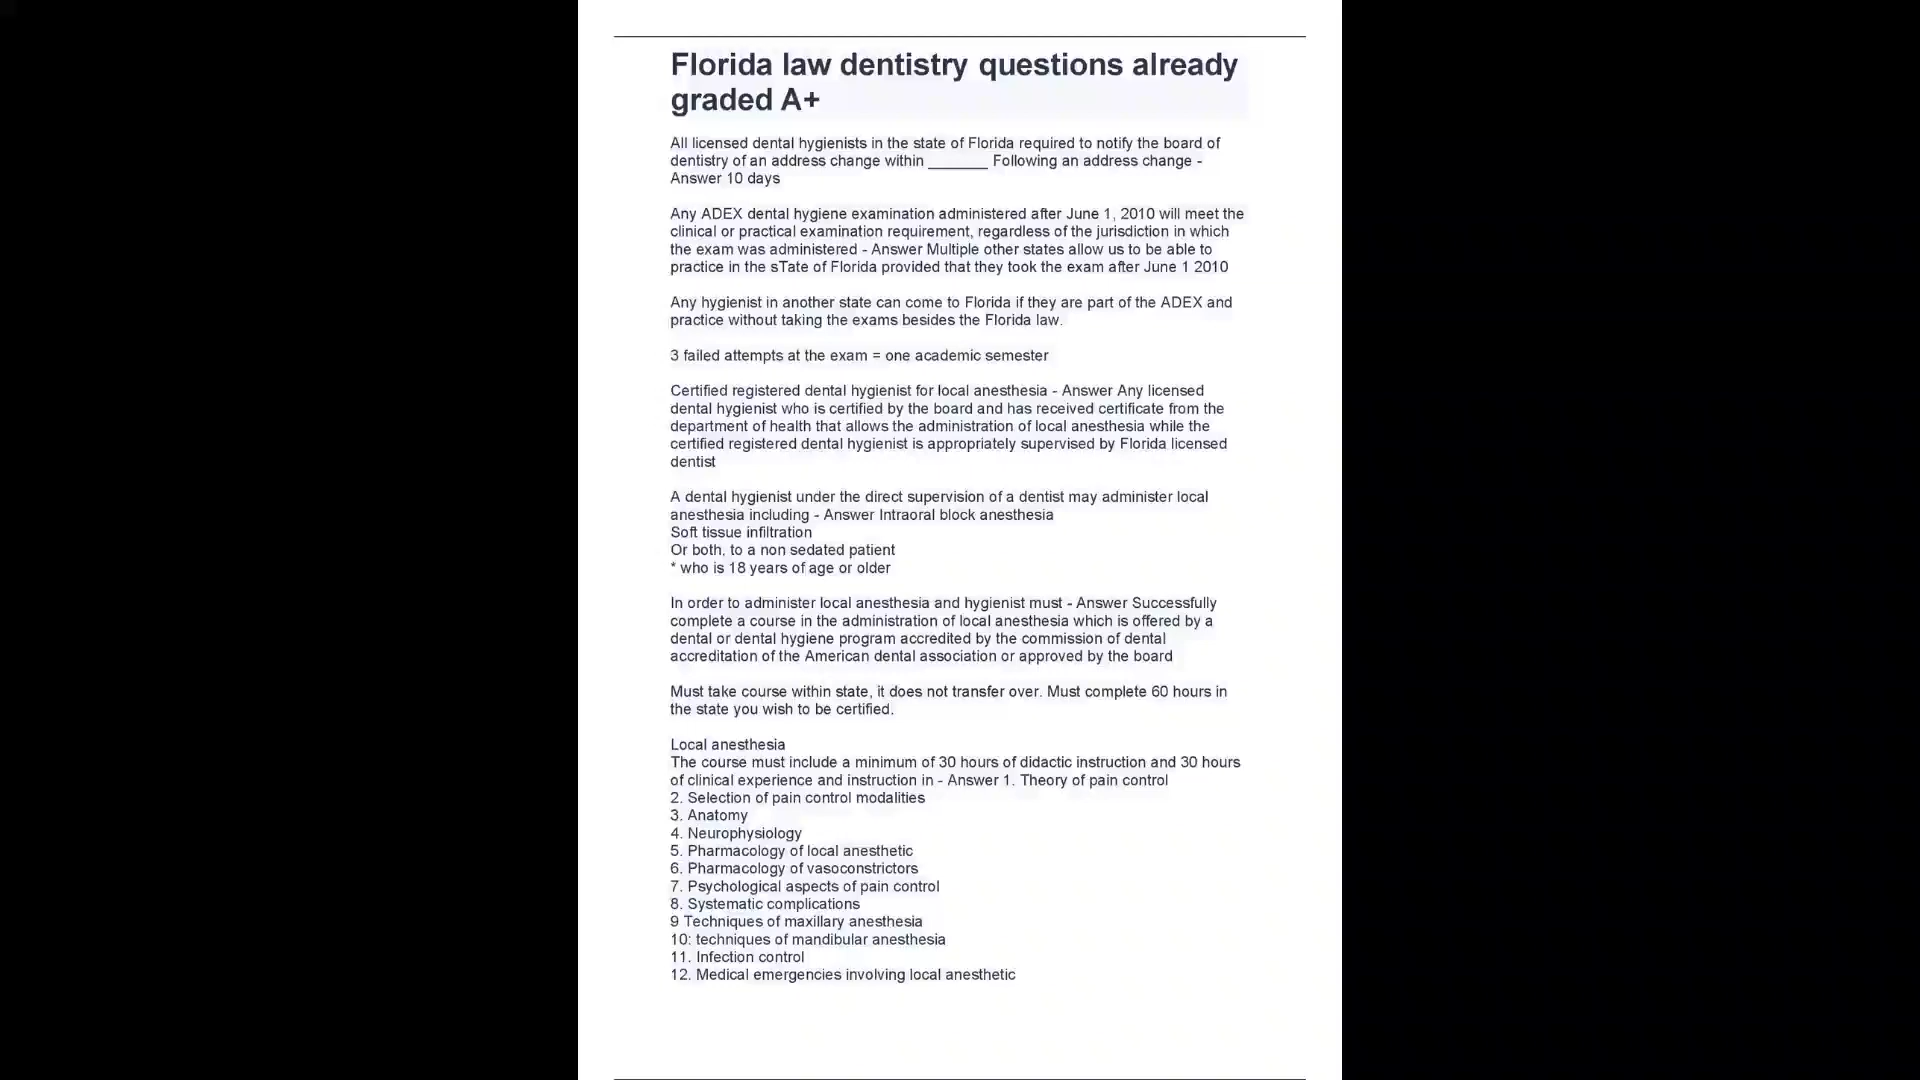 Florida law dentistry questions already
graded A+
All licensed dental hygienists in the state of Florida required to notify the board of
dentistry of an address change within _______ Following an address change -
Answer 10 days
Any ADEX dental hygiene examination administered after June 1, 2010 will meet the
clinical or practical examination requirement, regardless of the jurisdiction in which
the exam was administered - Answer Multiple other states allow us to be able to
practice in the sTate of Florida provided that they took the exam after June 1 2010
Any hygienist in another state can come to Florida if they are part of the ADEX and
practice without taking the exams besides the Florida law.
3 failed attempts at the exam = one academic semester
Certified registered dental hygienist for local anesthesia - Answer Any licensed
dental hygienist who is certified by the board and has received certificate from the
department of health that allows the administration of local anesthesia while the
certified registered dental hygienist is appropriately supervised by Florida licensed
dentist
A dental hygienist under the direct supervision of a dentist may administer local
anesthesia including - Answer Intraoral block anesthesia
Soft tissue infiltration
Or both, to a non sedated patient
* who is 18 years of age or older
In order to administer local anesthesia and hygienist must - Answer Successfully
complete a course in the administration of local anesthesia which is offered by a
dental or dental hygiene program accredited by the commission of dental
accreditation of the American dental association or approved by the board
Must take course within state, it does not transfer over. Must complete 60 hours in
the state you wish to be certified.
Local anesthesia
The course must include a minimum of 30 hours of didactic instruction and 30 hours
of clinical experience and instruction in - Answer 1. Theory of pain control
2. Selection of pain control modalities
3. Anatomy
4. Neurophysiology
5. Pharmacology of local anesthetic
6. Pharmacology of vasoconstrictors
7. Psychological aspects of pain control
8. Systematic complications
9 Techniques of maxillary anesthesia
10: techniques of mandibular anesthesia
11. Infection control
12. Medical emergencies involving local anesthetic